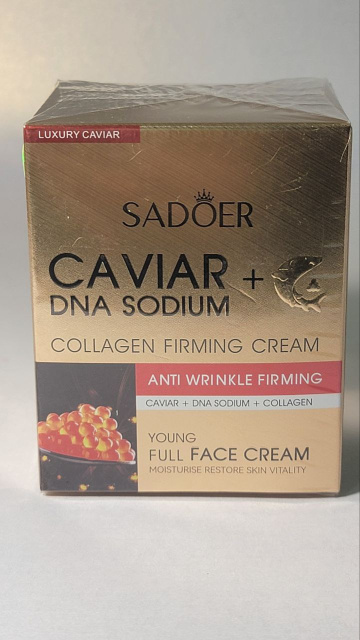 LUXURY CAVIAR
SADOER
CAVIAR +
DNA SODIUM
COLLAGEN FIRMING CREAM
ANTI WRINKLE FIRMING
CAVIAR + DNA SODIUM + COLLAGEN
YOUNG
FULL FACE CREAM
MOISTURISE RESTORE SKIN VITALITY